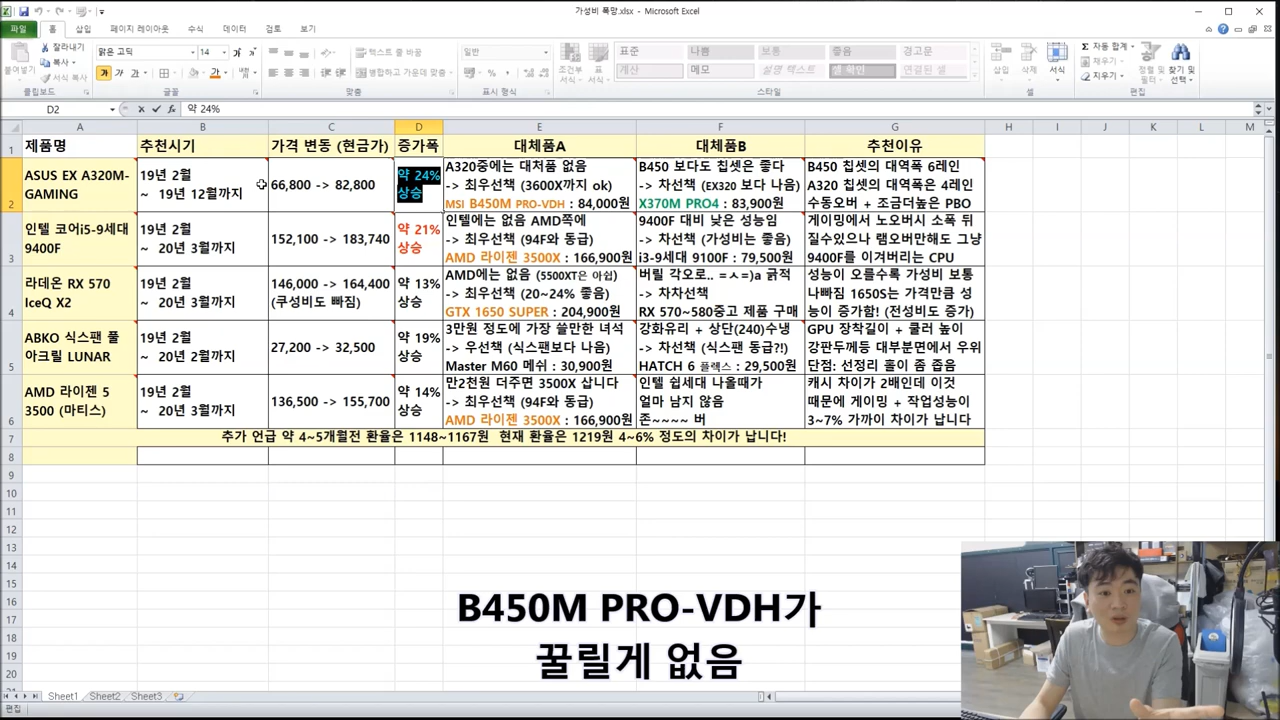 가성비 폭망.xlsx - Microsoft Excel
파일 홈 삽입 페이지 레이아웃 수식 데이터 검토 보기
잘라내기
복사
서식 복사
붙여넣기
클립보드
맑은 고딕 14
글꼴
텍스트 줄 바꿈
병합하고 가운데 맞춤
맞춤
일반
표시 형식
조건부 서식
표준 나쁨 보통 좋음 경고문
계산 메모 설명 텍스트 셀 확인 연결된 셀
스타일
삽입 삭제 서식
셀
자동 합계
채우기
지우기
정렬 및 필터
찾기 및 선택
편집
D2 약 24%
A B C D E F G H I J K L M
1 제품명 추천시기 가격 변동 (현금가) 증가폭 대체품A 대체품B 추천이유
2
ASUS EX A320M-
GAMING
19년 2월
~ 19년 12월까지
66,800 -> 82,800
약 24%
상승
A320중에는 대처품 없음
-> 최우선책 (3600X까지 ok)
MSI B450M PRO-VDH : 84,000원
B450 보다도 칩셋은 좋다
-> 차선책 (EX320 보다 나음)
X370M PRO4 : 83,900원
B450 칩셋의 대역폭 6레인
A320 칩셋의 대역폭은 4레인
수동오버 + 조금더높은 PBO
3
인텔 코어i5-9세대
9400F
19년 2월
~ 20년 3월까지
152,100 -> 183,740
약 21%
상승
인텔에는 없음 AMD쪽에
-> 최우선책 (94F와 동급)
AMD 라이젠 3500X : 166,900원
9400F 대비 낮은 성능임
-> 차선책 (가성비는 좋음)
i3-9세대 9100F : 79,500원
게이밍에서 노오버시 소폭 뒤
질수있으나 램오버만해도 그냥
9400F를 이겨버리는 CPU
4
라데온 RX 570
IceQ X2
19년 2월
~ 20년 3월까지
146,000 -> 164,400
(쿠성비도 빠짐)
약 13%
상승
AMD에는 없음 (5500XT은 아쉽)
-> 최우선책 (20~24% 좋음)
GTX 1650 SUPER : 204,900원
버릴 각오로.. =ㅅ=)a 긁적
-> 차차선책
RX 570~580중고 제품 구매
성능이 오를수록 가성비 보통
나빠짐 1650S는 가격만큼 성
능이 증가함! (전성비도 증가)
5
ABKO 식스팬 풀
아크릴 LUNAR
19년 2월
~ 20년 2월까지
27,200 -> 32,500
약 19%
상승
3만원 정도에 가장 쓸만한 녀석
-> 우선책 (식스팬보다 나음)
Master M60 메쉬 : 30,900원
강화유리 + 상단(240)수냉
-> 차선책 (식스팬 동급?!)
HATCH 6 플렉스 : 29,500원
GPU 장착길이 + 쿨러 높이
강판두께등 대부분면에서 우위
단점: 선정리 홀이 좀 좁음
6
AMD 라이젠 5
3500 (마티스)
19년 2월
~ 20년 3월까지
136,500 -> 155,700
약 14%
상승
만2천원 더주면 3500X 삽니다
-> 최우선책 (94F와 동급)
AMD 라이젠 3500X : 166,900원
인텔 쉽세대 나올때가
얼마 남지 않음
존~~~~ 버
캐시 차이가 2배인데 이것
때문에 게이밍 + 작업성능이
3~7% 가까이 차이가 납니다
7 추가 언급 약 4~5개월전 환율은 1148~1167원 현재 환율은 1219원 4~6% 정도의 차이가 납니다!
8
9
10
11
12
13
14
15
16
17
18
19
20
B450M PRO-VDH가
꿀릴게 없음
Sheet1 Sheet2 Sheet3
편집